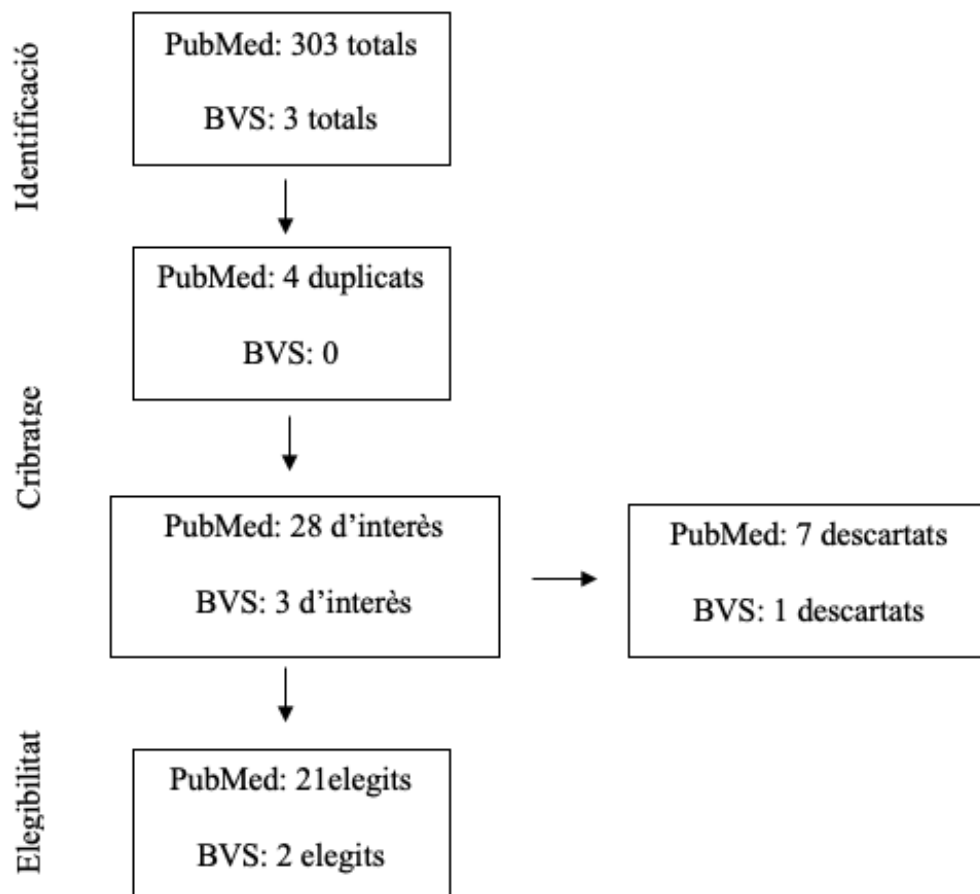 Identificació
PubMed: 303 totals
BVS: 3 totals
Cribratge
PubMed: 4 duplicats
BVS: 0
PubMed: 28 d’interès
BVS: 3 d’interès
PubMed: 7 descartats
BVS: 1 descartats
Elegibilitat
PubMed: 21elegits
BVS: 2 elegits